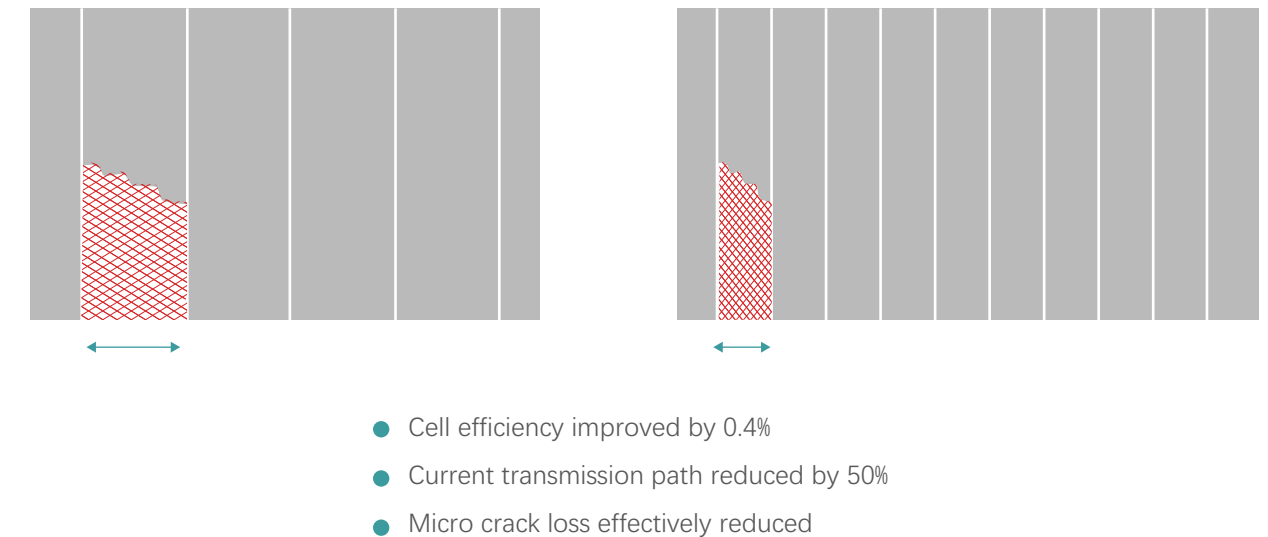 Cell efficiency improved by 0.4%
Current transmission path reduced by 50%
Micro crack loss effectively reduced